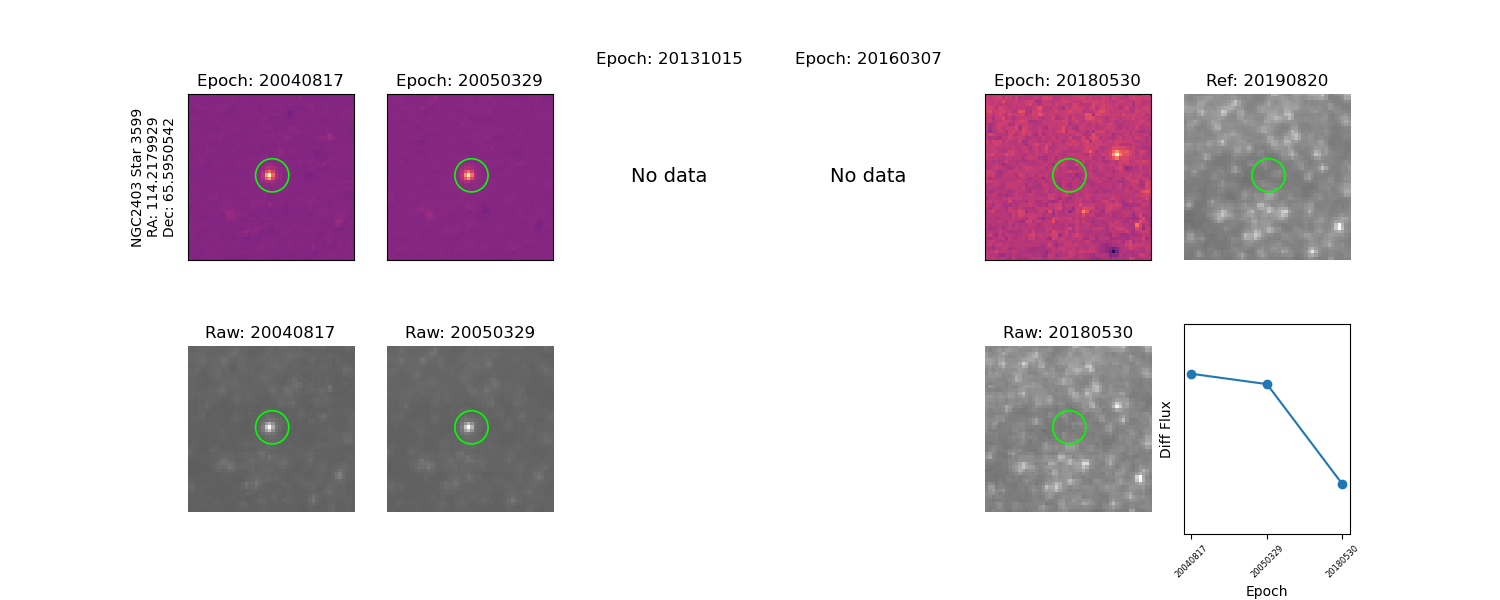 Epoch: 20131015
Epoch: 20160307
Epoch: 20040817
Epoch: 20050329
Epoch: 20180530
Ref: 20190820
NGC2403 Star 3599
RA: 114.2179929
Dec: 65.5950542
No data
No data
Raw: 20040817
Raw: 20050329
Raw: 20180530
Diff Flux
20040817
20050329
20180530
Epoch